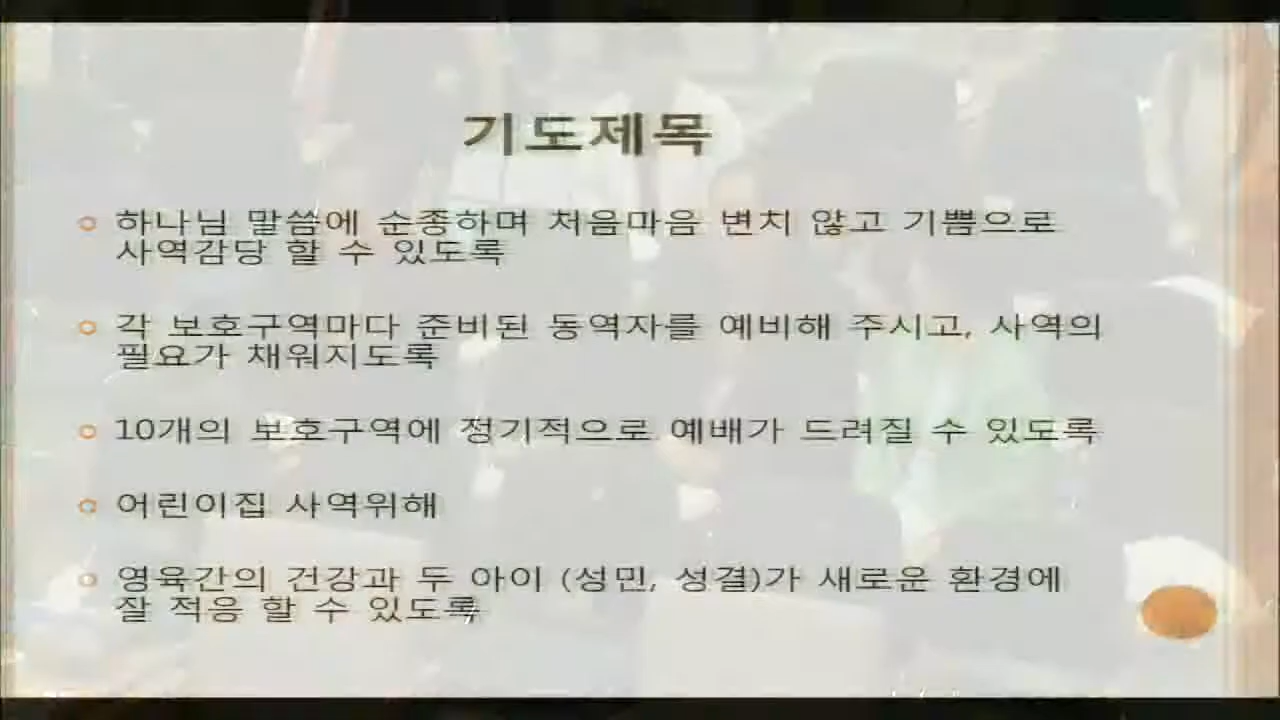 기도제목
하나님 말씀에 순종하며 처음마음 변치 않고 기쁨으로
사역감당 할 수 있도록
각 보호구역마다 준비된 동역자를 예비해 주시고, 사역의
필요가 채워지도록
10개의 보호구역에 정기적으로 예배가 드려질 수 있도록
어린이집 사역위해
영육간의 건강과 두 아이 (성민, 성결)가 새로운 환경에
잘 적응 할 수 있도록